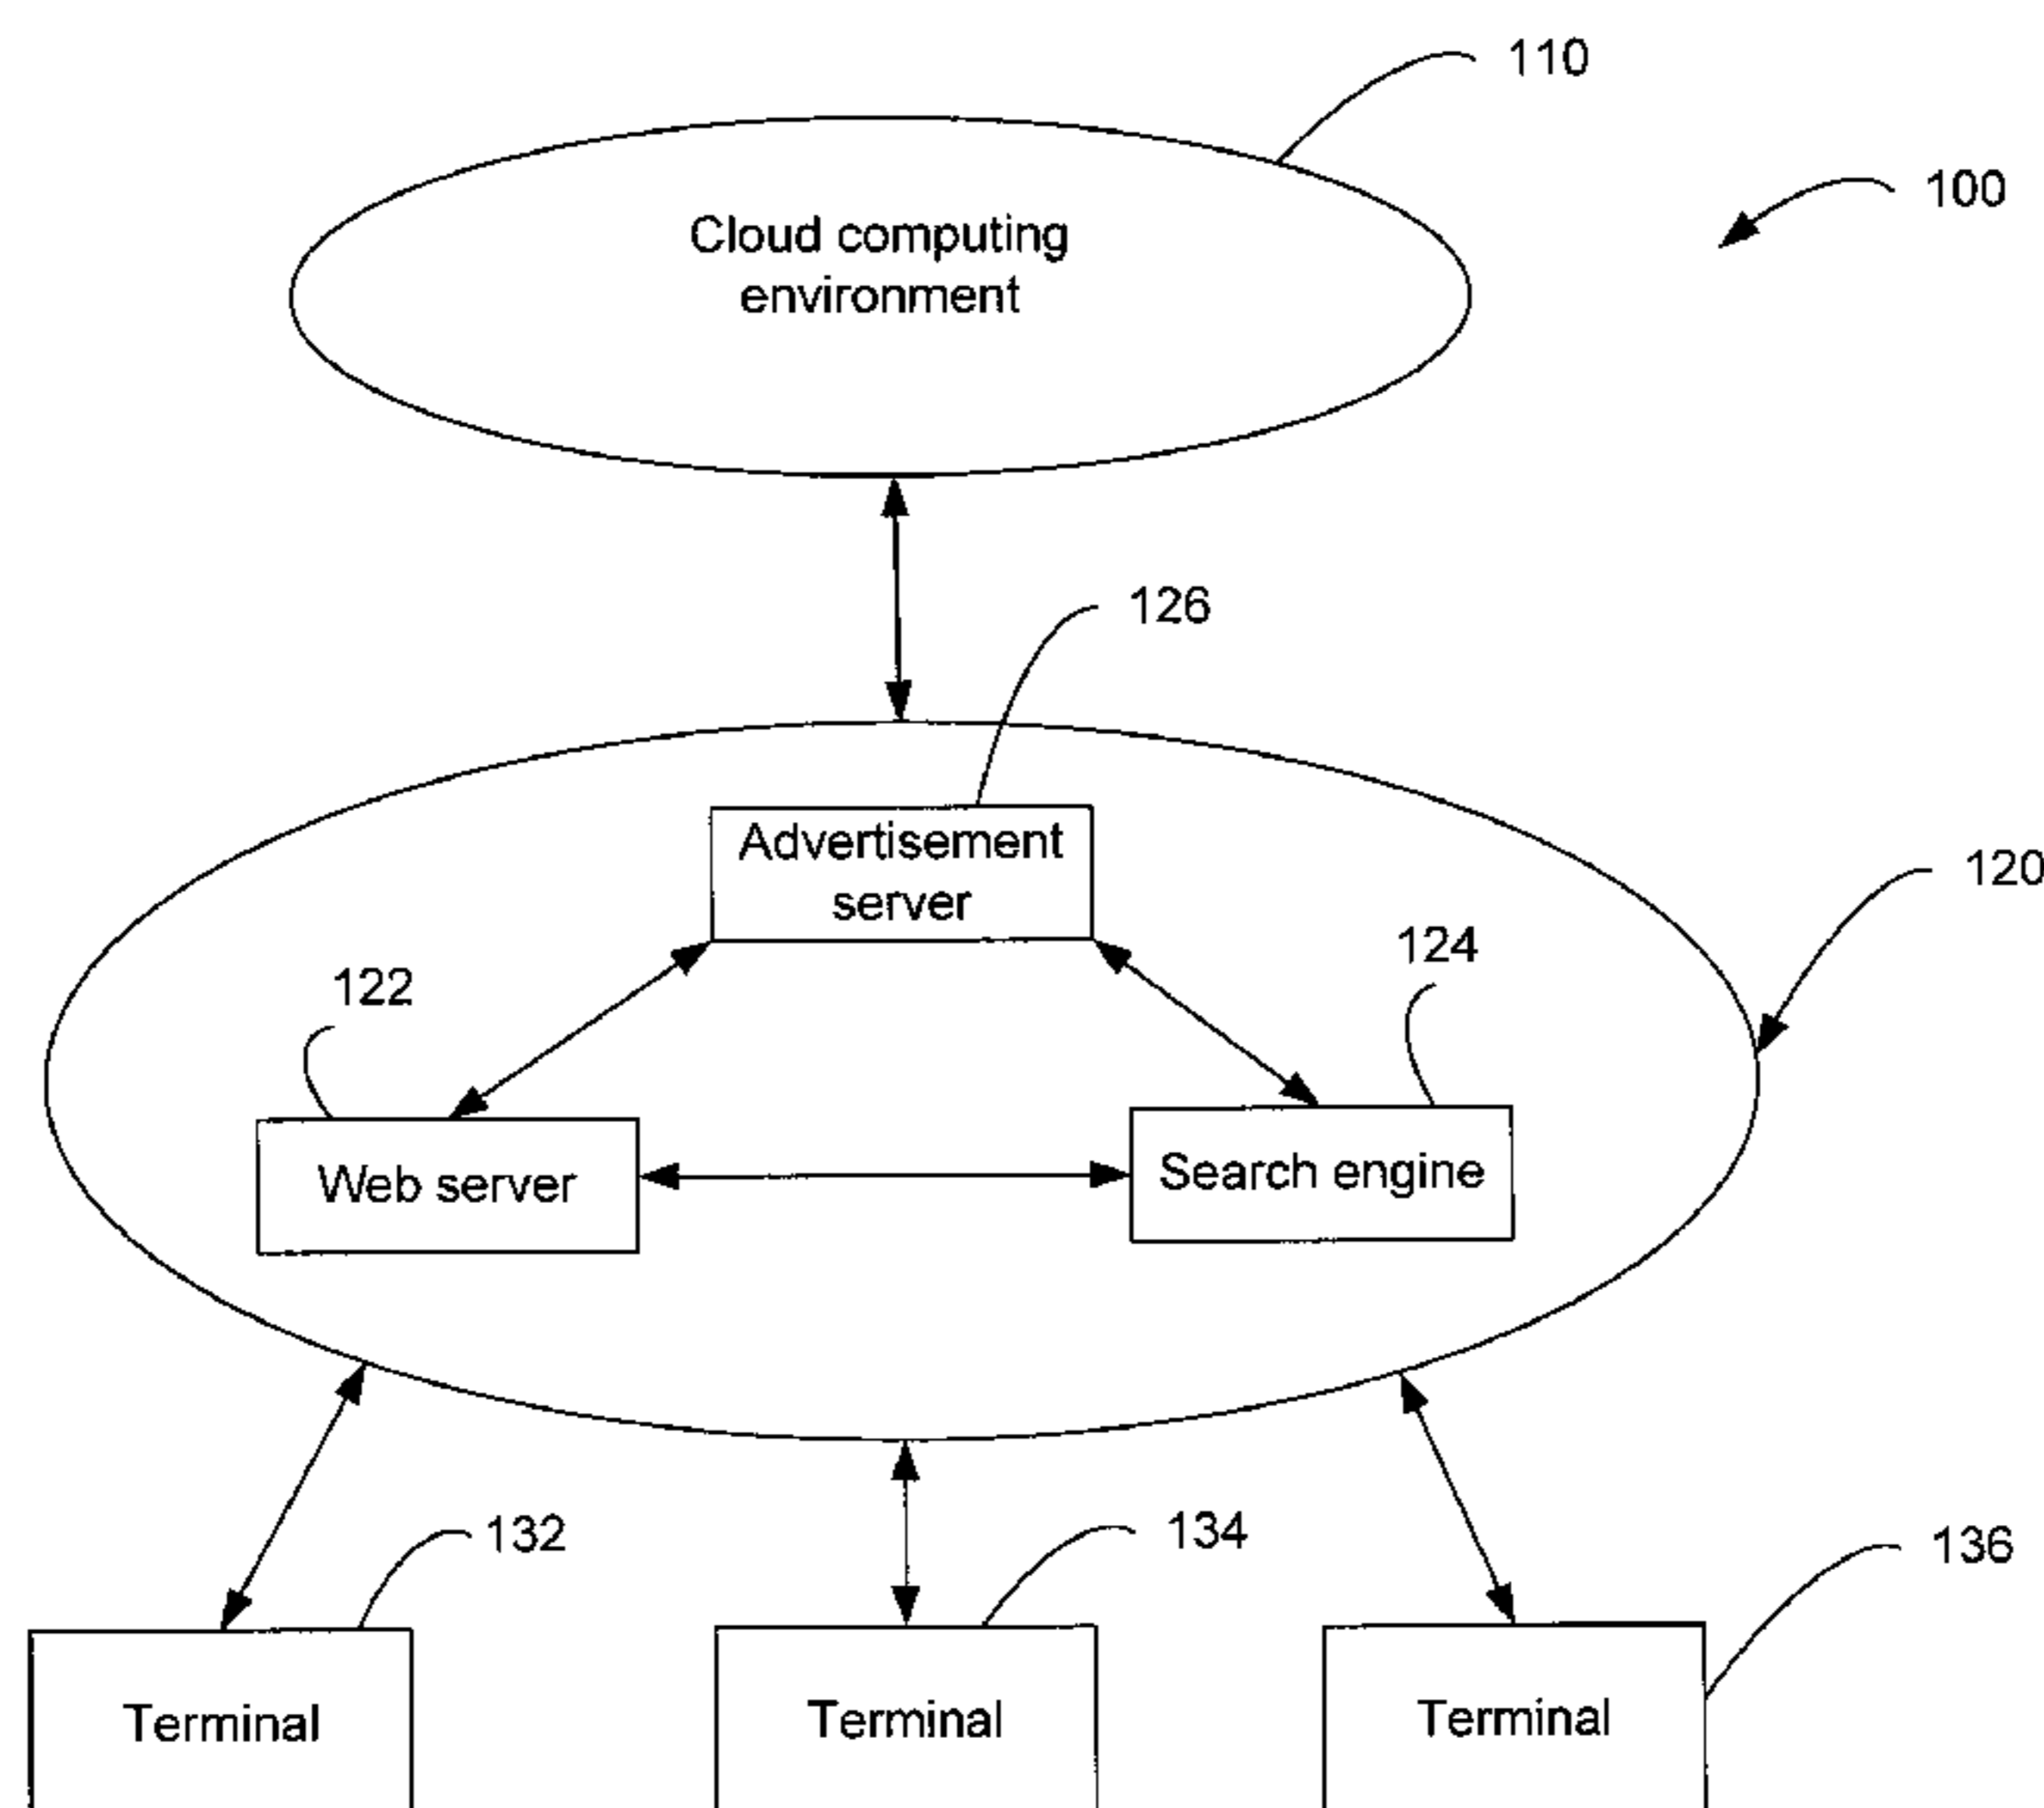 110
100
Cloud computing
environment
126
Advertisement
server
120
124
122
Web server
Search engine
132
134
136
Terminal
Terminal
Terminal